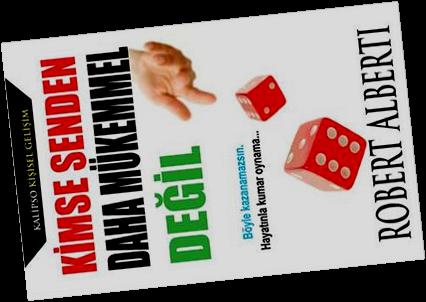 KALİPSO KİŞİSEL GELİŞİM
KİMSE SENDEN
DAHA MÜKEMMEL
DEĞİL
Böyle kazanamazsın.
Hayatınla kumar oynama...
ROBERT ALBERTI